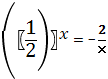 (〖(1/2)〗^x = -2/x